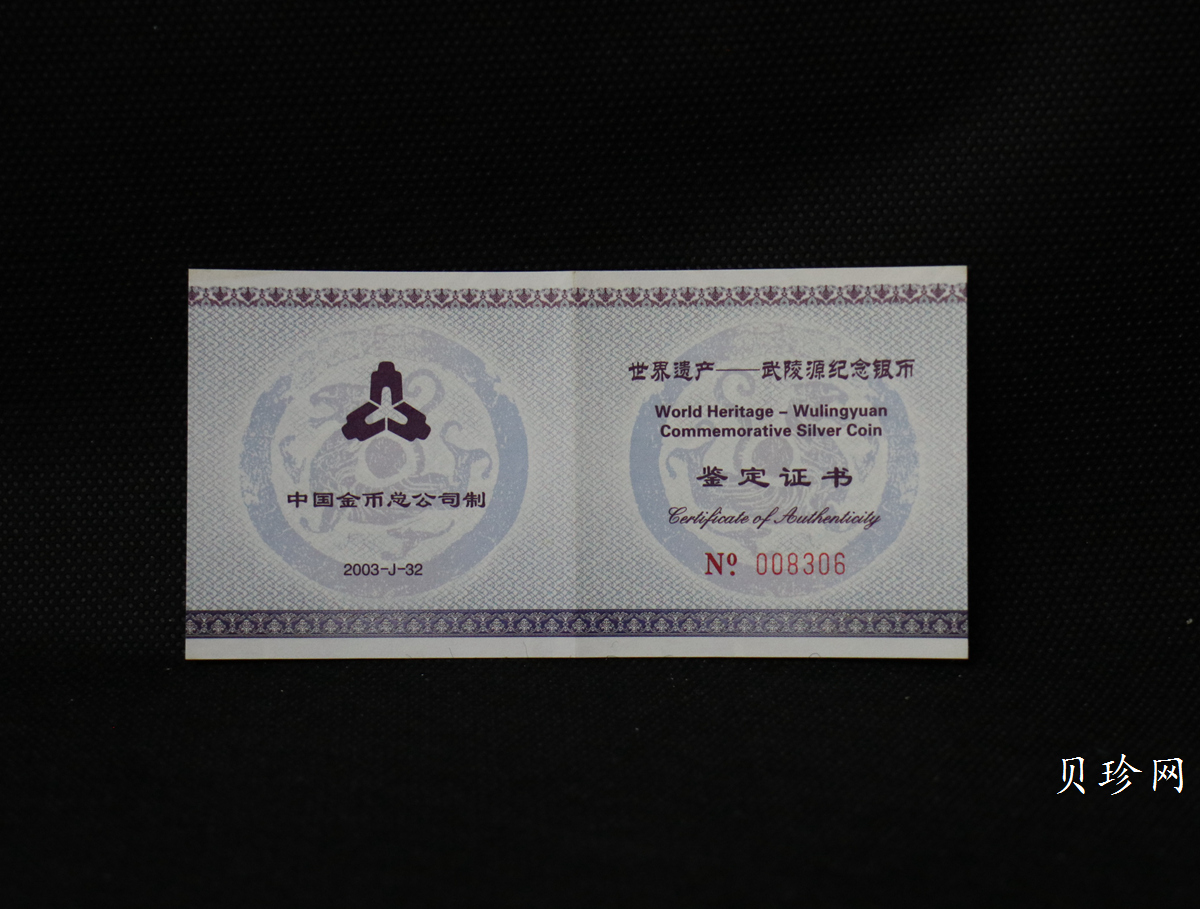 中国金币总公司制
2003-J-32
世界遗产——武陵源纪念银币
World Heritage – Wulingyuan
Commemorative Silver Coin
鉴定证书
Certificate of Authenticity
Nº 008306
贝珍网